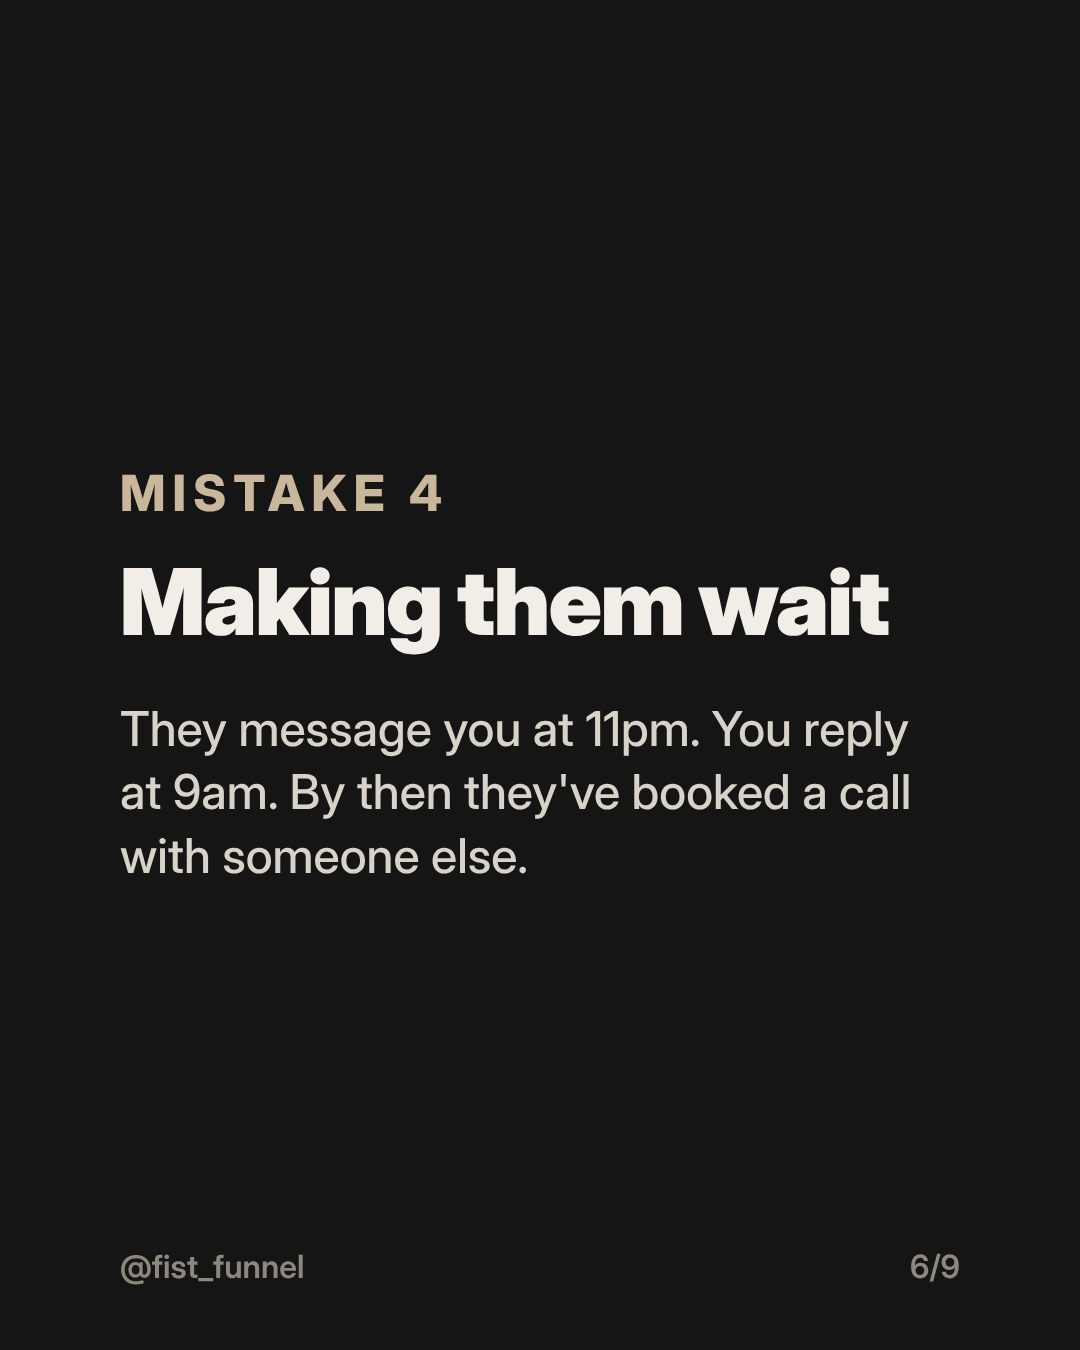 MISTAKE 4
Making them wait
They message you at 11pm. You reply
at 9am. By then they've booked a call
with someone else.
@fist_funnel
6/9